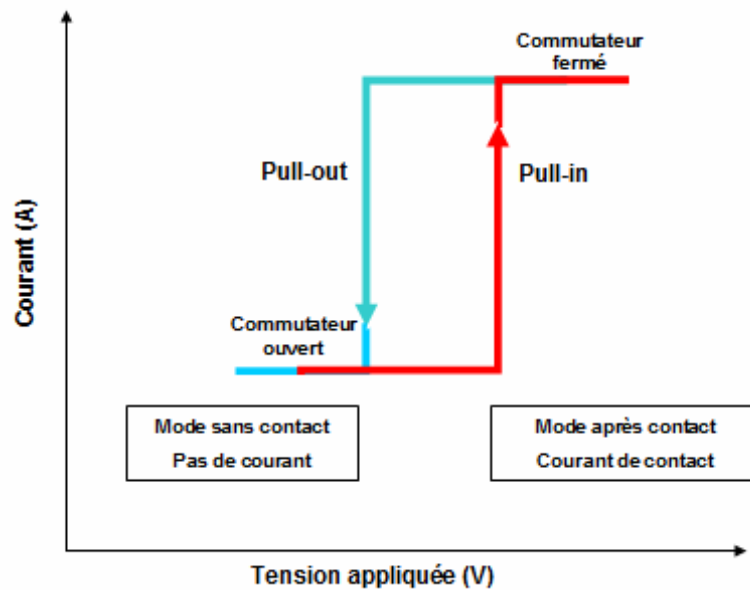 Commutateur
fermé
Pull-out
Pull-in
Courant (A)
Commutateur
ouvert
Mode sans contact
Pas de courant
Mode après contact
Courant de contact
Tension appliquée (V)